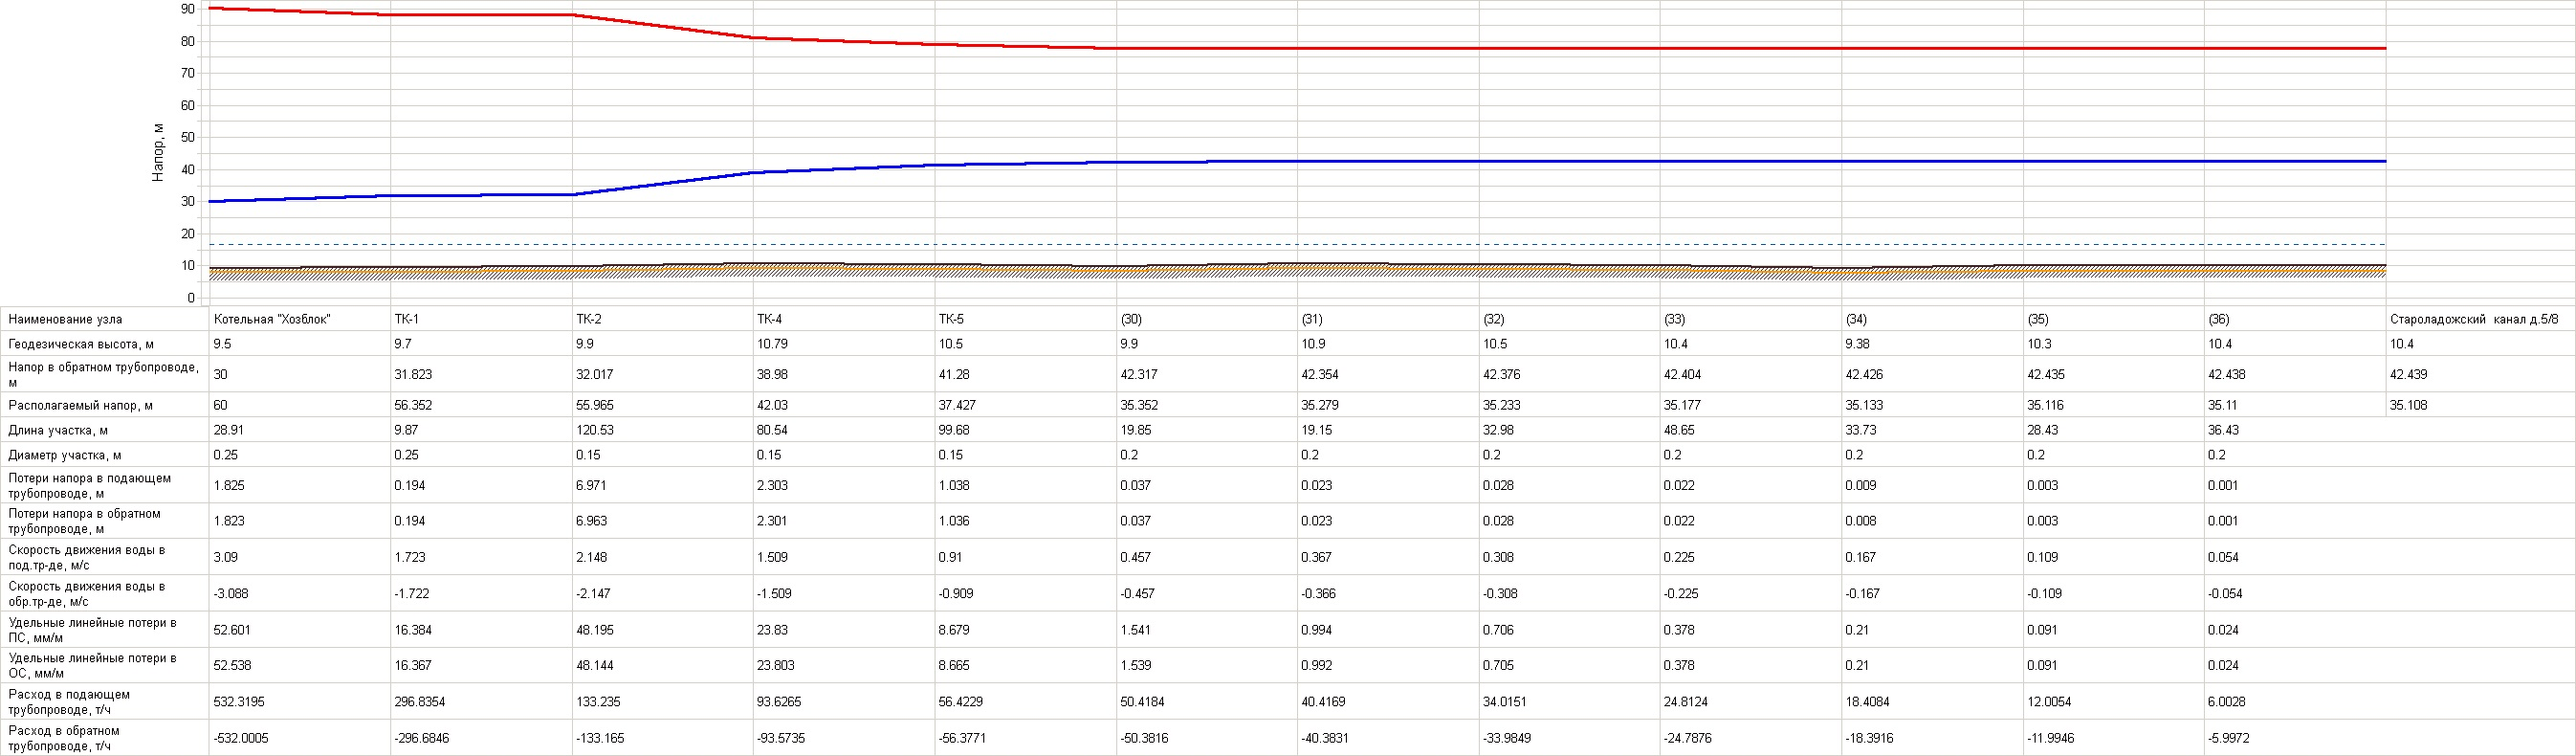 90
80
70
60
50
40
30
20
10
0
Напор, м
Наименование узла Котельная "Хозблок" ТК-1 ТК-2 ТК-4 ТК-5 (30) (31) (32) (33) (34) (35) (36) Староладожский канал д.5/8
Геодезическая высота, м 9.5 9.7 9.9 10.79 10.5 9.9 10.9 10.5 10.4 9.38 10.3 10.4 10.4
Напор в обратном трубопроводе,
м 30 31.823 32.017 38.98 41.28 42.317 42.354 42.376 42.404 42.426 42.435 42.438 42.439
Располагаемый напор, м 60 56.352 55.965 42.03 37.427 35.352 35.279 35.233 35.177 35.133 35.116 35.11 35.108
Длина участка, м 28.91 9.87 120.53 80.54 99.68 19.85 19.15 32.98 48.65 33.73 28.43 36.43
Диаметр участка, м 0.25 0.25 0.15 0.15 0.15 0.2 0.2 0.2 0.2 0.2 0.2 0.2
Потери напора в подающем
трубопроводе, м 1.825 0.194 6.971 2.303 1.038 0.037 0.023 0.028 0.022 0.009 0.003 0.001
Потери напора в обратном
трубопроводе, м 1.823 0.194 6.963 2.301 1.036 0.037 0.023 0.028 0.022 0.008 0.003 0.001
Скорость движения воды в
под.тр-де, м/с 3.09 1.723 2.148 1.509 0.91 0.457 0.367 0.308 0.225 0.167 0.109 0.054
Скорость движения воды в
обр.тр-де, м/с -3.088 -1.722 -2.147 -1.509 -0.909 -0.457 -0.366 -0.308 -0.225 -0.167 -0.109 -0.054
Удельные линейные потери в
ПС, мм/м 52.601 16.384 48.195 23.83 8.679 1.541 0.994 0.706 0.378 0.21 0.091 0.024
Удельные линейные потери в
ОС, мм/м 52.538 16.367 48.144 23.803 8.665 1.539 0.992 0.705 0.378 0.21 0.091 0.024
Расход в подающем
трубопроводе, т/ч 532.3195 296.8354 133.235 93.6265 56.4229 50.4184 40.4169 34.0151 24.8124 18.4084 12.0054 6.0028
Расход в обратном
трубопроводе, т/ч -532.0005 -296.6846 -133.165 -93.5735 -56.3771 -50.3816 -40.3831 -33.9849 -24.7876 -18.3916 -11.9946 -5.9972